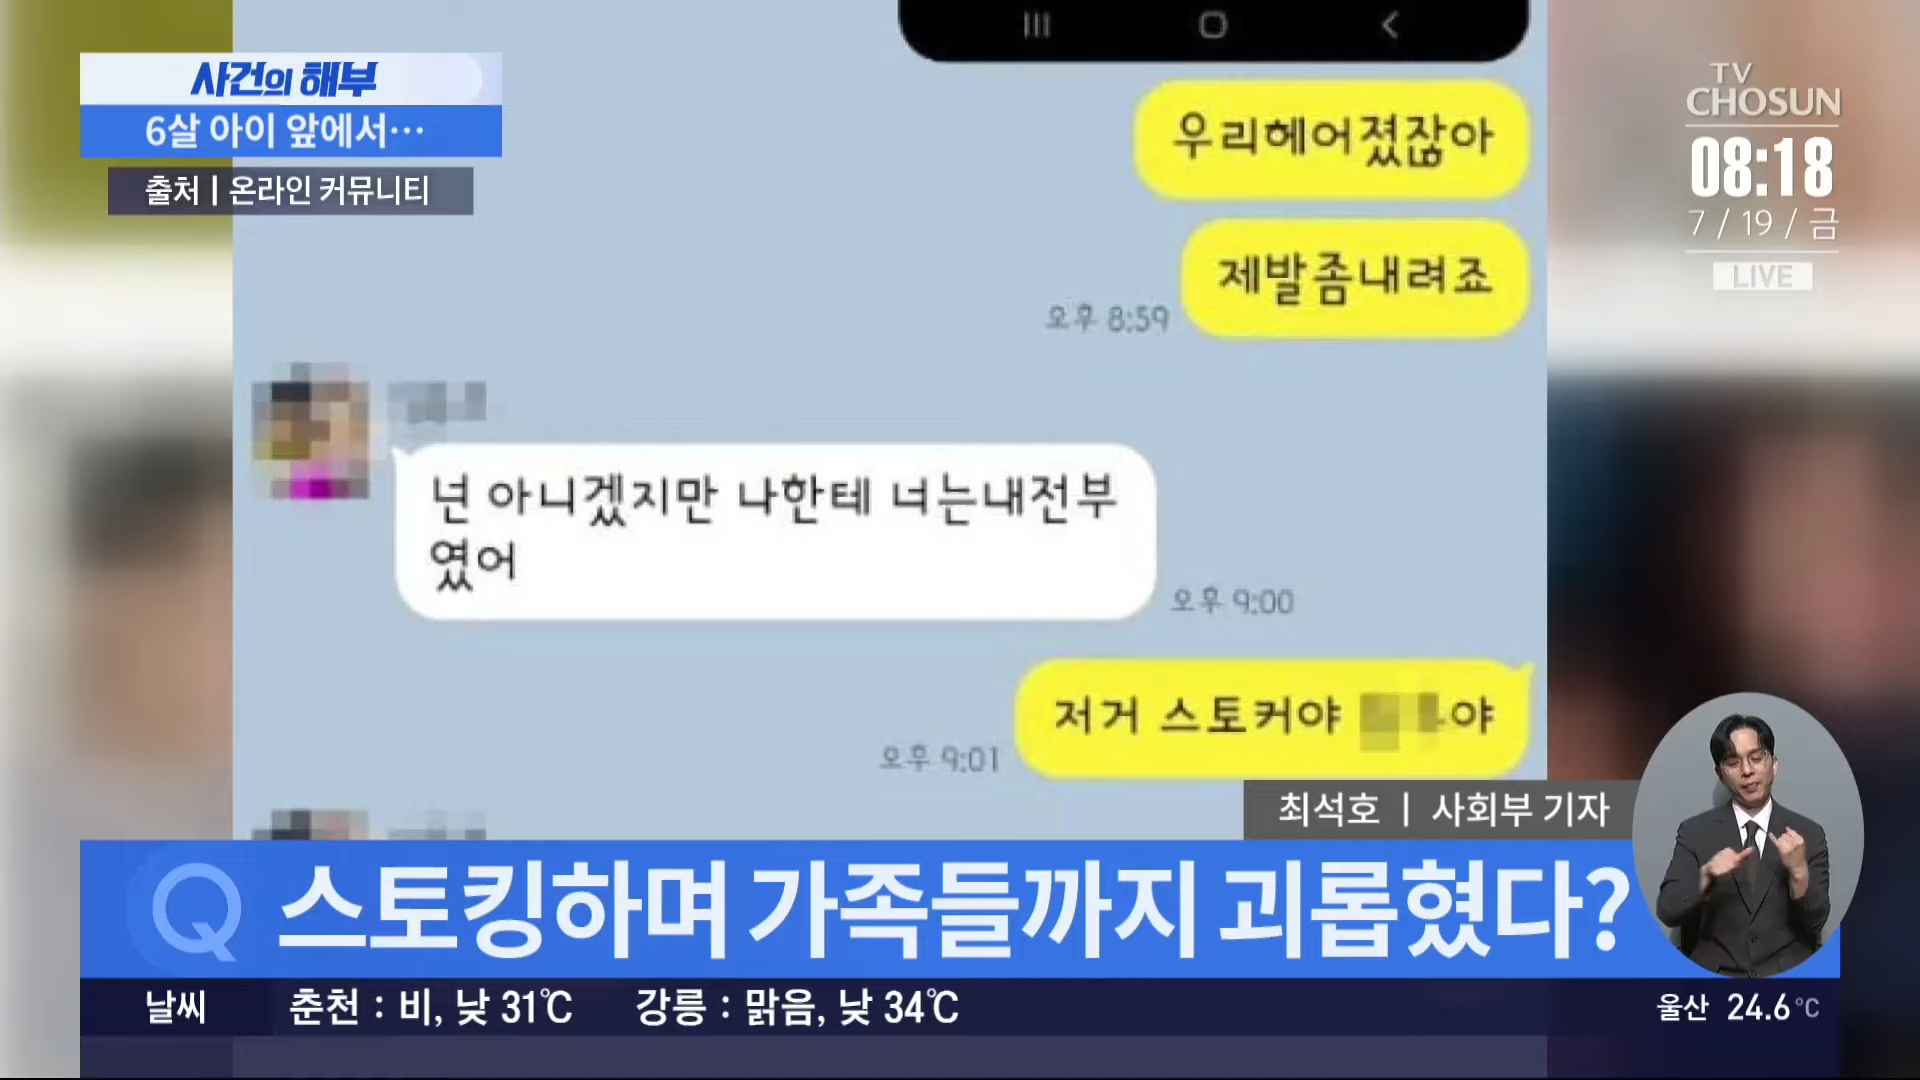 사건의 해부
6살 아이 앞에서…
출처 | 온라인 커뮤니티
TV
CHOSUN
08:18
7 / 19 / 금
LIVE
우리헤어졌잖아
제발좀내려죠
오후 8:59
넌 아니겠지만 나한테 너는내전부
였어
오후 9:00
저거 스토커야 야
오후 9:01
최석호 | 사회부 기자
Q 스토킹하며 가족들까지 괴롭혔다?
날씨 춘천 : 비, 낮 31℃ 강릉 : 맑음, 낮 34℃ 울산 24.6℃